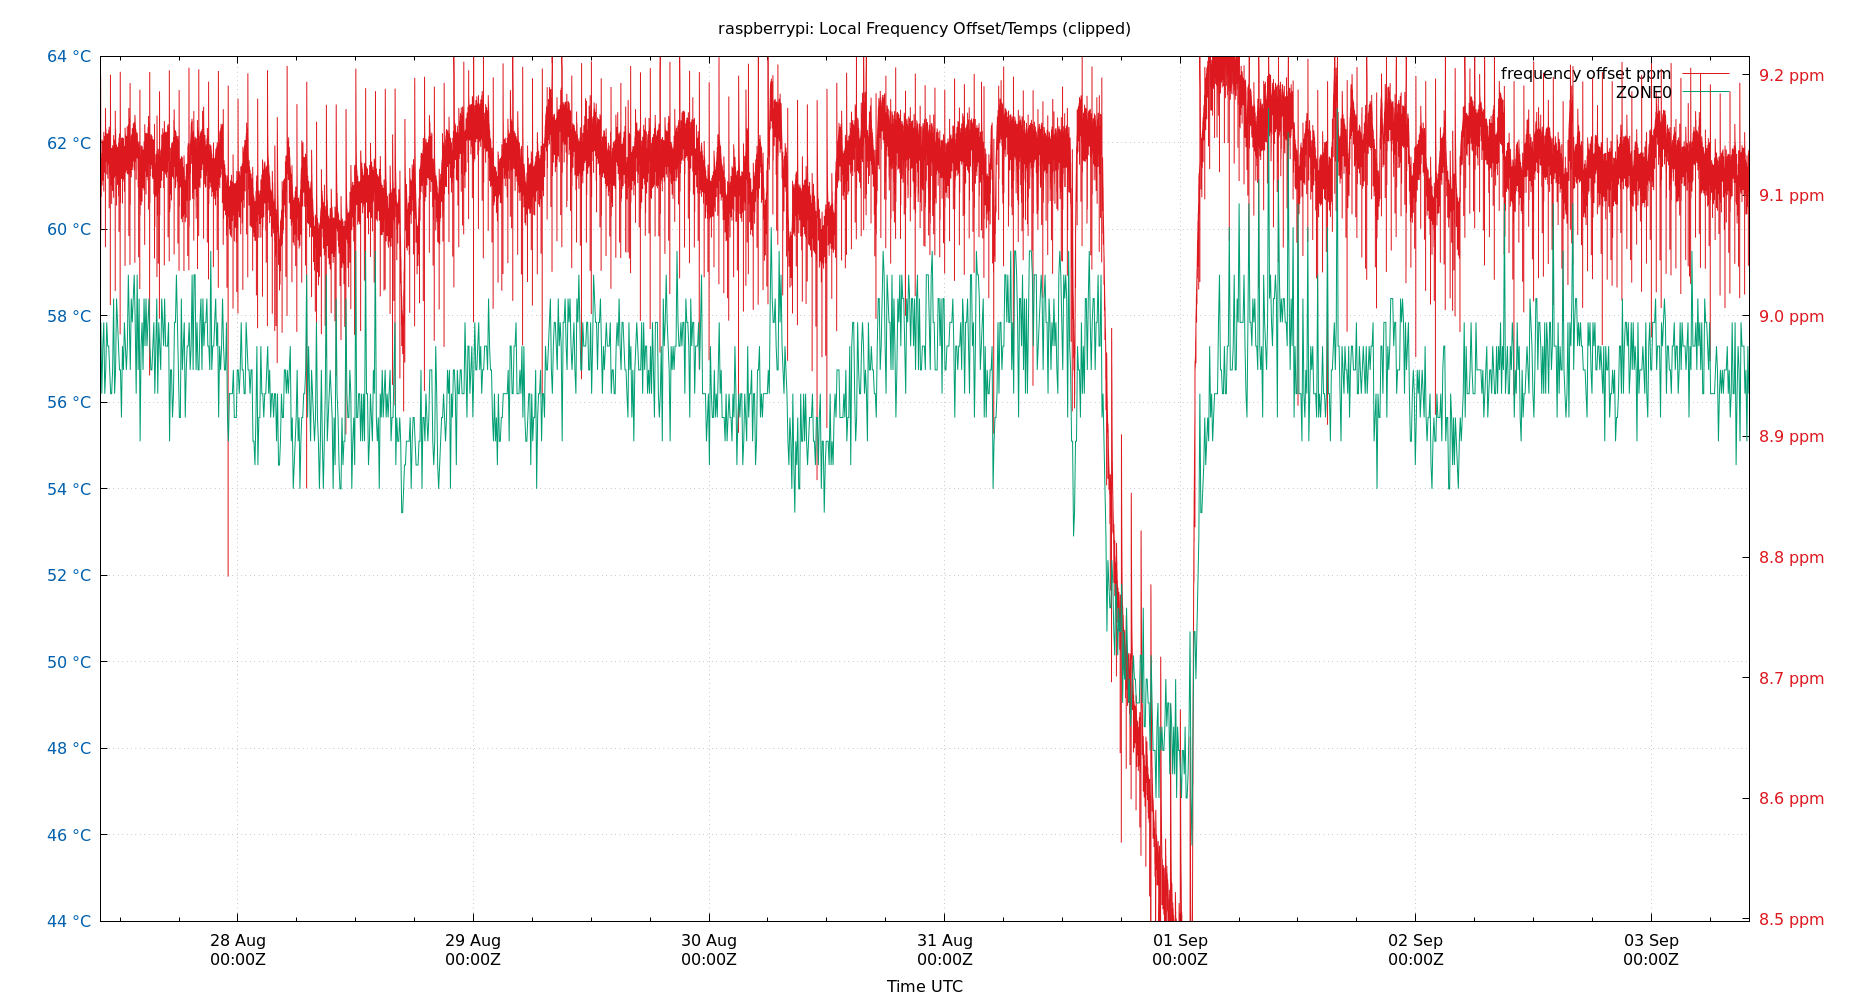 raspberrypi: Local Frequency Offset/Temps (clipped)
64 °C
62 °C
60 °C
58 °C
56 °C
54 °C
52 °C
50 °C
48 °C
46 °C
44 °C
frequency offset ppm
ZONE0
9.2 ppm
9.1 ppm
9.0 ppm
8.9 ppm
8.8 ppm
8.7 ppm
8.6 ppm
8.5 ppm
28 Aug
00:00Z
29 Aug
00:00Z
30 Aug
00:00Z
31 Aug
00:00Z
01 Sep
00:00Z
02 Sep
00:00Z
03 Sep
00:00Z
Time UTC